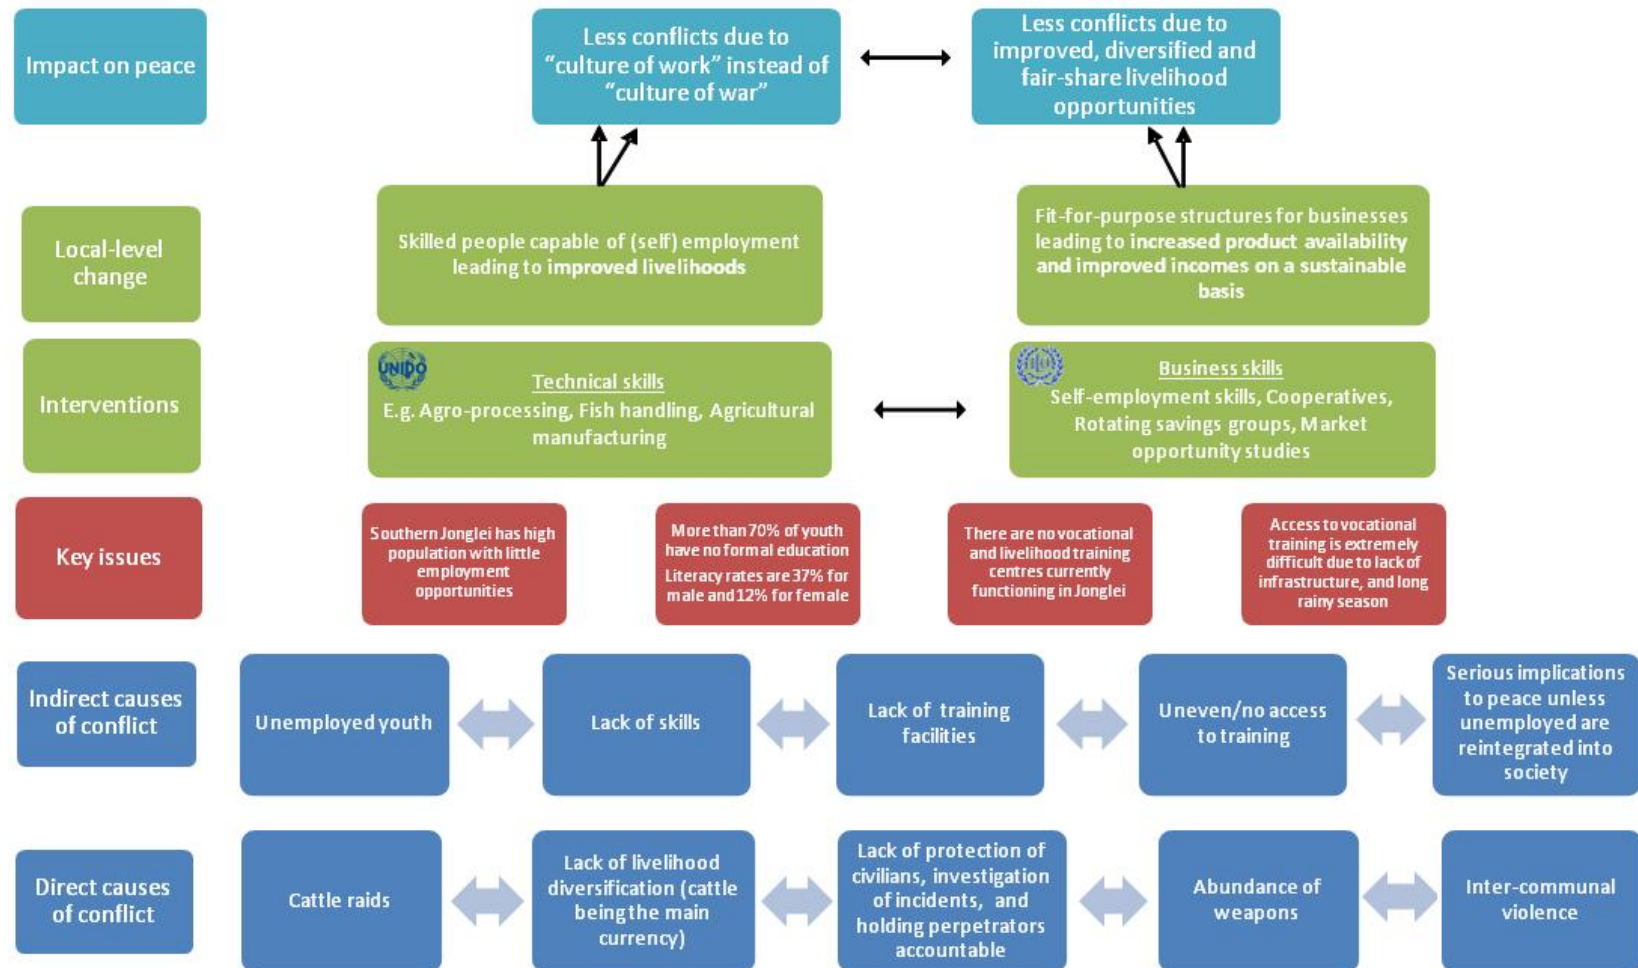 Impact on peace
Less conflicts due to
"culture of work" instead of
"culture of war"
Less conflicts due to
improved, diversified and
fair-share livelihood
opportunities
Local-level
change
Skilled people capable of (self) employment
leading to improved livelihoods
Fit-for-purpose structures for businesses
leading to increased product availability
and improved incomes on a sustainable
basis
Interventions
UNIDO
Technical skills
E.g. Agro-processing, Fish handling, Agricultural
manufacturing
ILO
Business skills
Self-employment skills, Cooperatives,
Rotating savings groups, Market
opportunity studies
Key issues
Southern Jonglei has high
population with little
employment
opportunities
More than 70% of youth
have no formal education
Literacy rates are 37% for
male and 12% for female
There are no vocational
and livelihood training
centres currently
functioning in Jonglei
Access to vocational
training is extremely
difficult due to lack of
infrastructure, and long
rainy season
Indirect causes
of conflict
Unemployed youth
Lack of skills
Lack of training
facilities
Uneven/no access
to training
Serious implications
to peace unless
unemployed are
reintegrated into
society
Direct causes
of conflict
Cattle raids
Lack of livelihood
diversification (cattle
being the main
currency)
Lack of protection of
civilians, investigation
of incidents, and
holding perpetrators
accountable
Abundance of
weapons
Inter-communal
violence